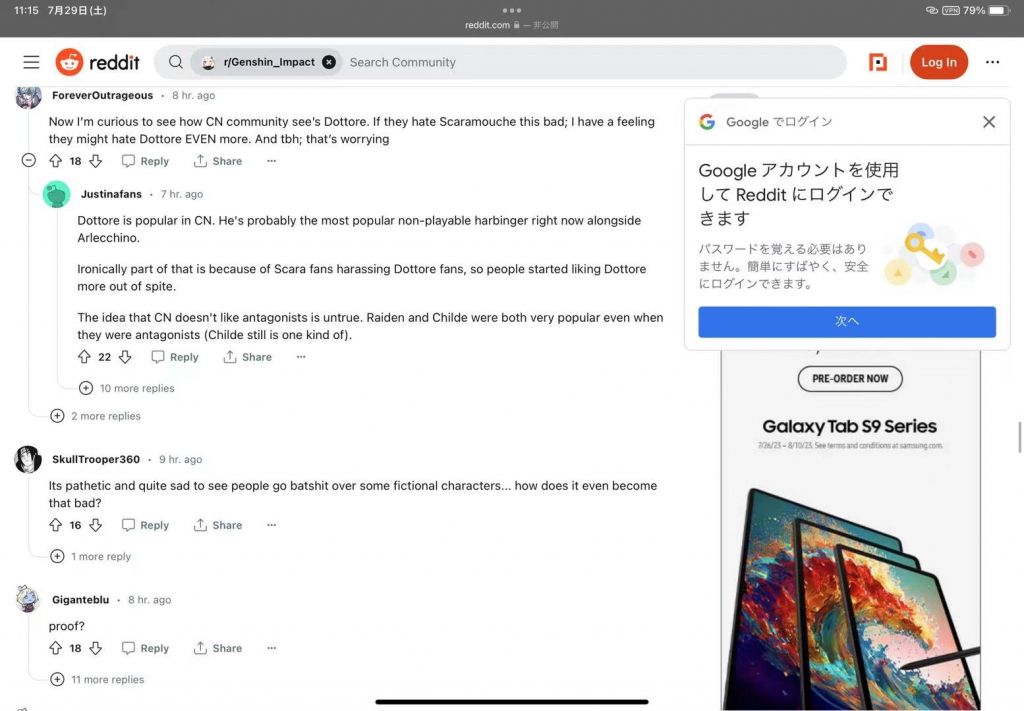 11:15 7月29日(土)
VPN 79%
reddit.com — 非公開
reddit
r/Genshin_Impact
Search Community
Log In
ForeverOutrageous • 8 hr. ago
Now I'm curious to see how CN community see's Dottore. If they hate Scaramouche this bad; I have a feeling
they might hate Dottore EVEN more. And tbh; that's worrying
18 Reply Share
Justinafans • 7 hr. ago
Dottore is popular in CN. He's probably the most popular non-playable harbinger right now alongside
Arlecchino.
Ironically part of that is because of Scara fans harassing Dottore fans, so people started liking Dottore
more out of spite.
The idea that CN doesn't like antagonists is untrue. Raiden and Childe were both very popular even when
they were antagonists (Childe still is one kind of).
22 Reply Share
10 more replies
2 more replies
SkullTrooper360 • 9 hr. ago
Its pathetic and quite sad to see people go batshit over some fictional characters... how does it even become
that bad?
16 Reply Share
1 more reply
Giganteblu • 8 hr. ago
proof?
18 Reply Share
11 more replies
Google でログイン
Google アカウントを使用
して Reddit にログインで
きます
パスワードを覚える必要はあり
ません。簡単にすばやく、安全
にログインできます。
次へ
PRE-ORDER NOW
Galaxy Tab S9 Series
7/26/23 – 8/10/23. See terms and conditions at samsung.com.